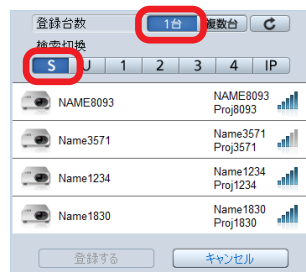 登録台数 1台 複数台
検索切換
S U 1 2 3 4 IP
NAME8093 NAME8093
Proj8093
Name3571 Name3571
Proj3571
Name1234 Name1234
Proj1234
Name1830 Name1830
Proj1830
登録する キャンセル